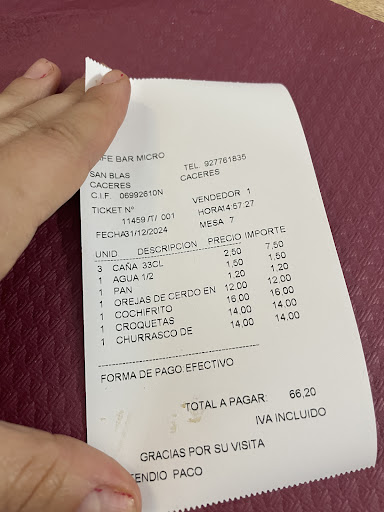 FE BAR MICRO
SAN BLAS TEL. 927761835
CACERES CACERES
C.I.F. 06992610N
TICKET Nº VENDEDOR 1
11459 /T/ 001 HORA 14:57:27
FECHA 31/12/2024 MESA 7
UNID DESCRIPCION PRECIO IMPORTE
3 CAÑA 33CL 2.50 7.50
1 AGUA 1/2 1.50 1.50
1 PAN 1.20 1.20
1 OREJAS DE CERDO EN 12.00 12.00
1 COCHIFRITO 16.00 16.00
1 CROQUETAS 14.00 14.00
1 CHURRASCO DE 14,00 14.00
FORMA DE PAGO: EFECTIVO
TOTAL A PAGAR: 66,20
IVA INCLUIDO
GRACIAS POR SU VISITA
TENDIO PACO